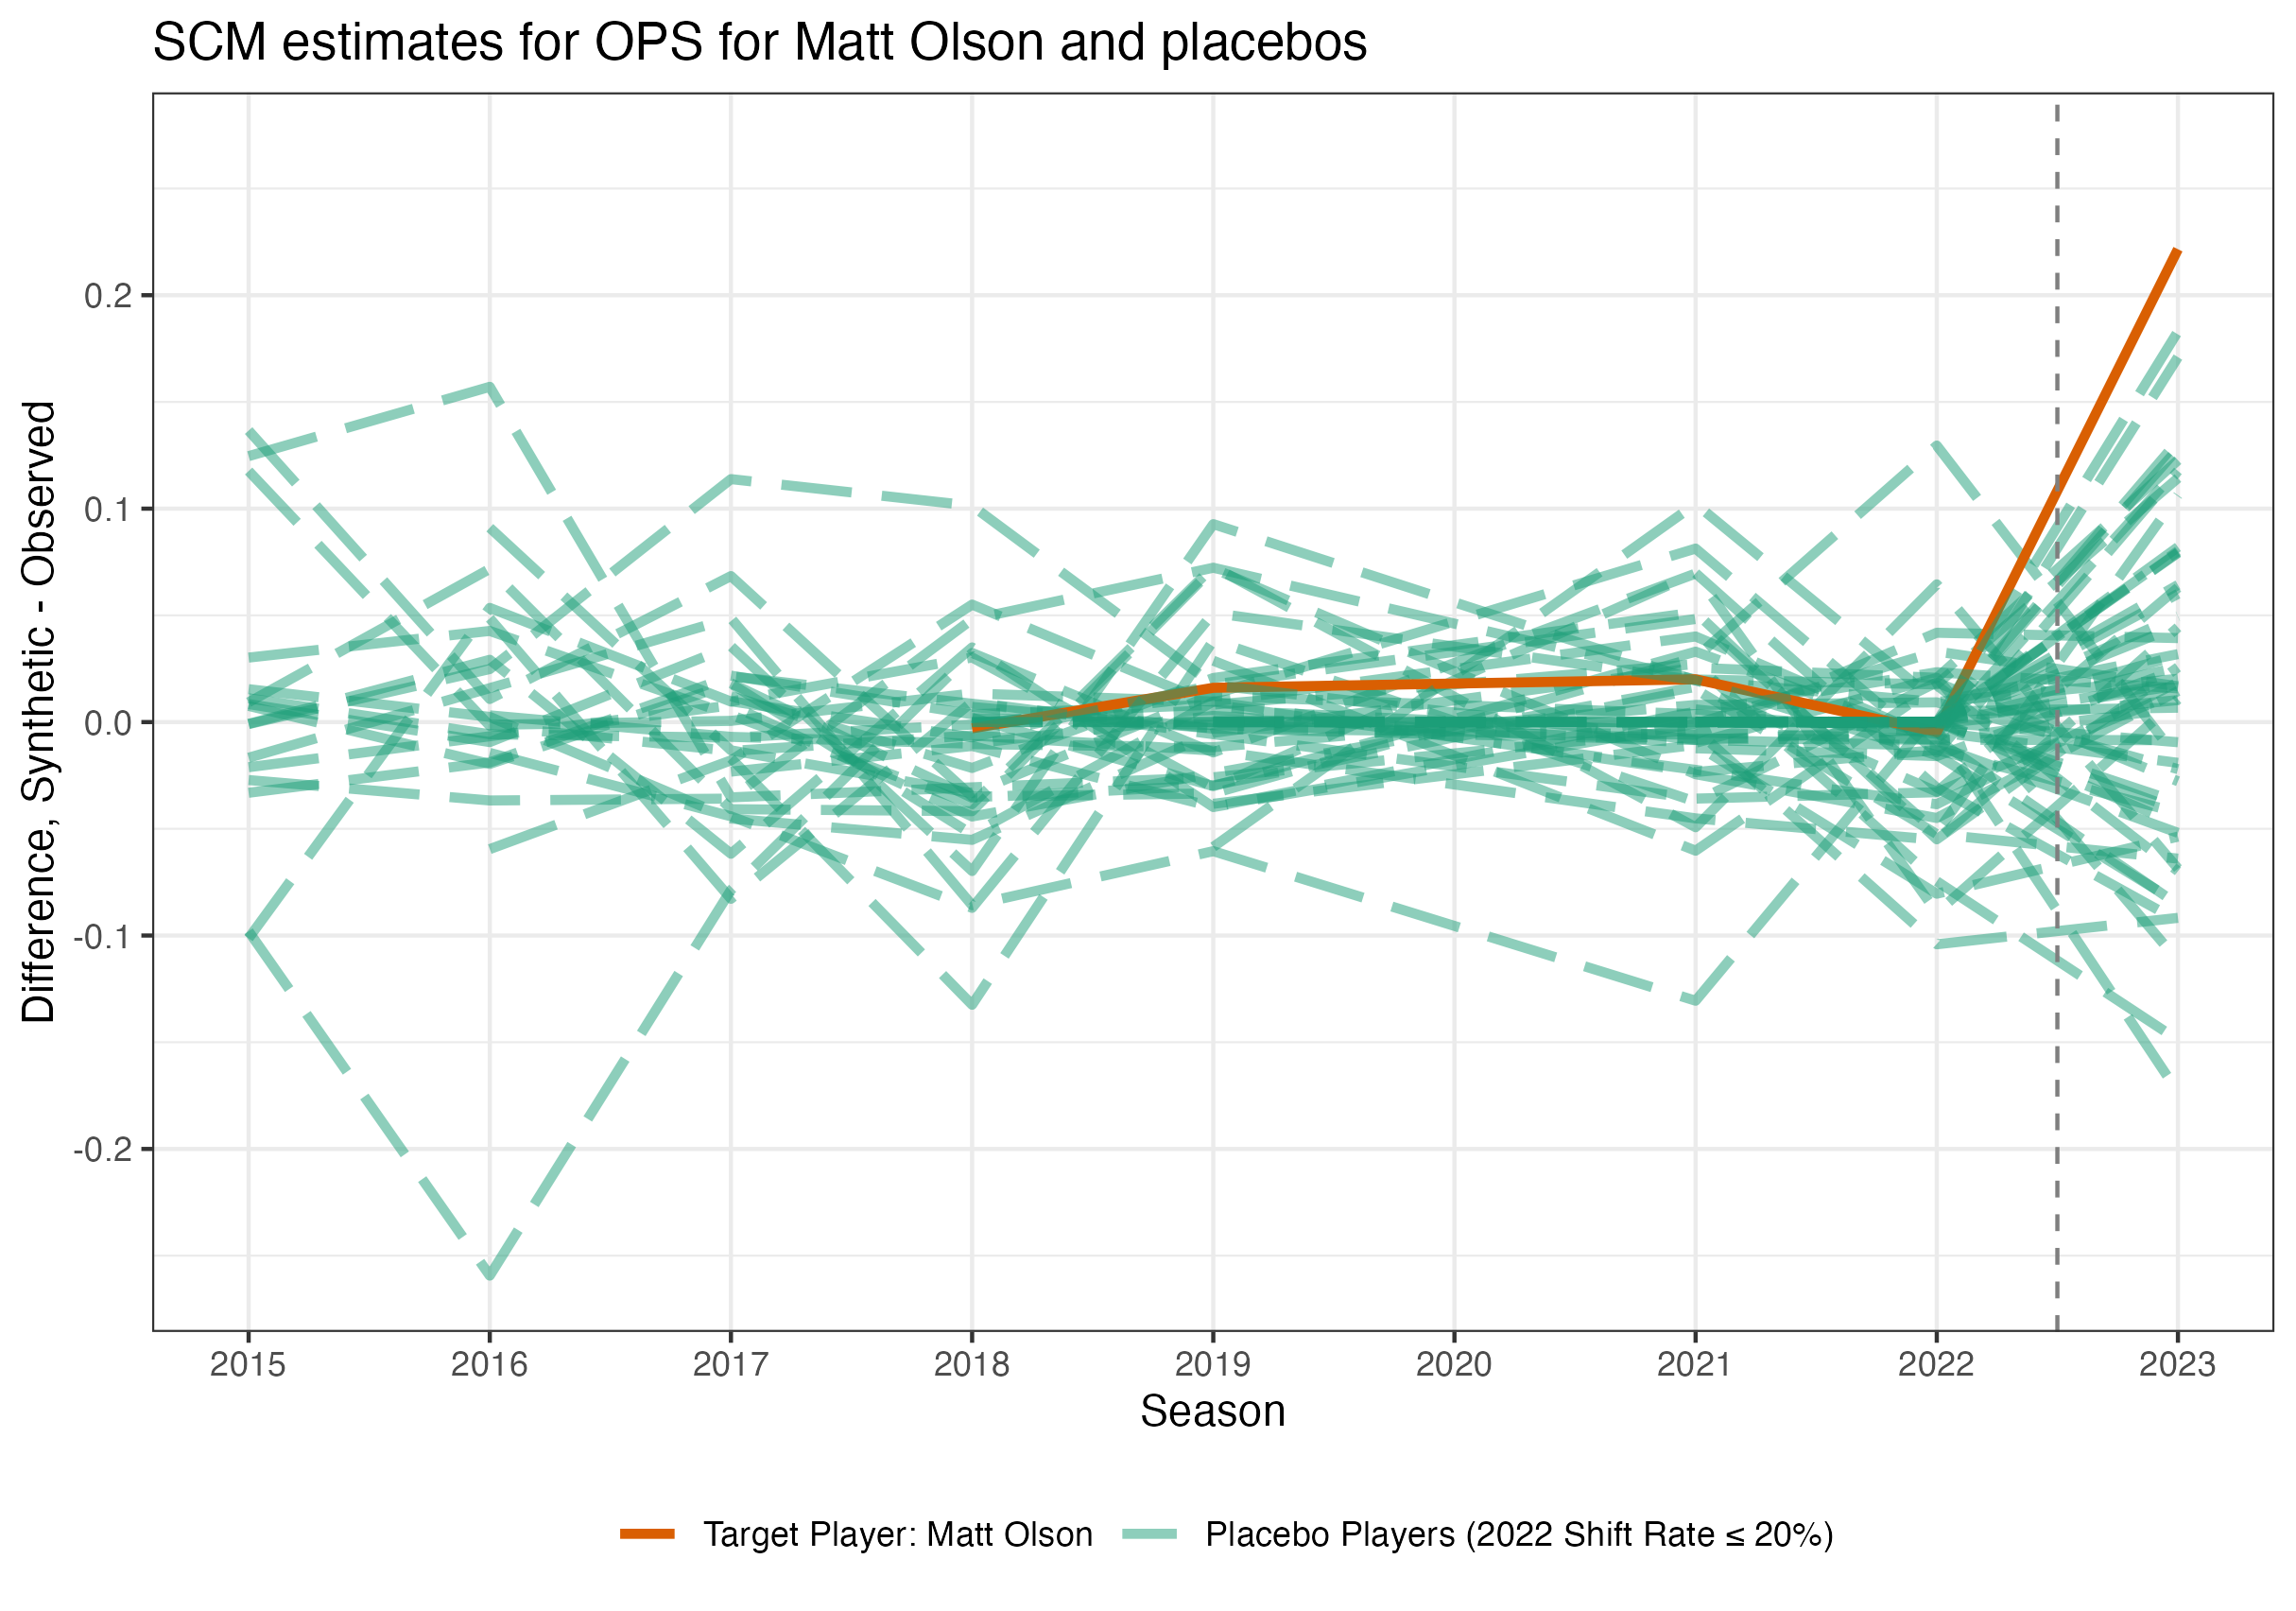 SCM estimates for OPS for Matt Olson and placebos
Difference, Synthetic - Observed
0.2
0.1
0.0
-0.1
-0.2
2015 2016 2017 2018 2019 2020 2021 2022 2023
Season
Target Player: Matt Olson Placebo Players (2022 Shift Rate ≤ 20%)